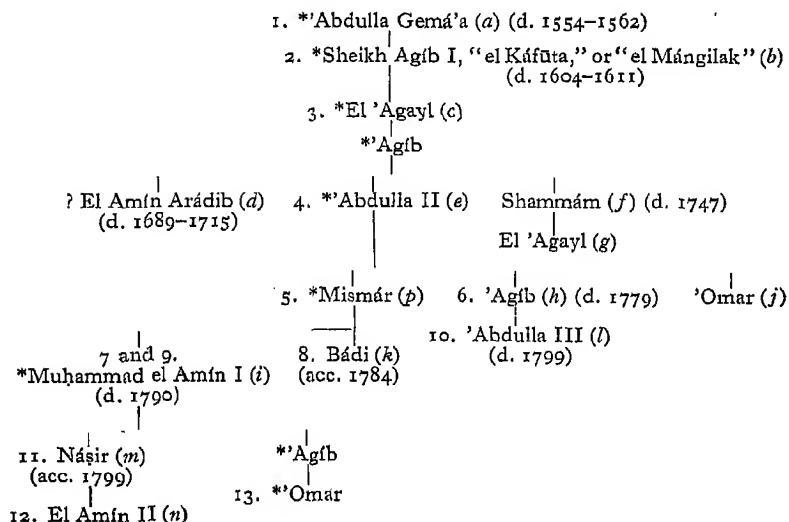 1. *'Abdulla Gemá'a (a) (d. 1554–1562)
2. *Sheikh Agíb I, "el Káfūta," or "el Mángilak" (b)
(d. 1604–1611)
3. *El 'Agayl (c)
*'Agíb
? El Amín Arádib (d) 4. *'Abdulla II (e) Shammám (f) (d. 1747)
(d. 1689–1715)
El 'Agayl (g)
5. *Mismár (p) 6. 'Agíb (h) (d. 1779) 'Omar (j)
7 and 9. 8. Bádi (k) 10. 'Abdulla III (l)
*Muḥammad el Amín I (i) (acc. 1784) (d. 1799)
(d. 1790)
11. Náṣir (m) *'Agíb
(acc. 1799)
13. *'Omar
12. El Amín II (n)